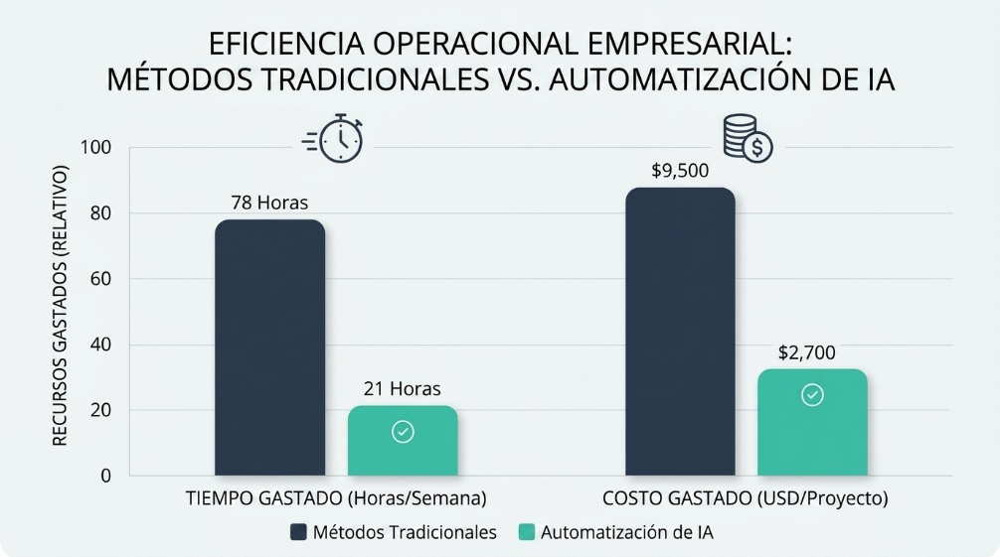 EFICIENCIA OPERACIONAL EMPRESARIAL:
MÉTODOS TRADICIONALES VS. AUTOMATIZACIÓN DE IA
RECURSOS GASTADOS (RELATIVO)
100
80
60
40
20
0
78 Horas
21 Horas
$
$9,500
$2,700
TIEMPO GASTADO (Horas/Semana)
COSTO GASTADO (USD/Proyecto)
Métodos Tradicionales
Automatización de IA